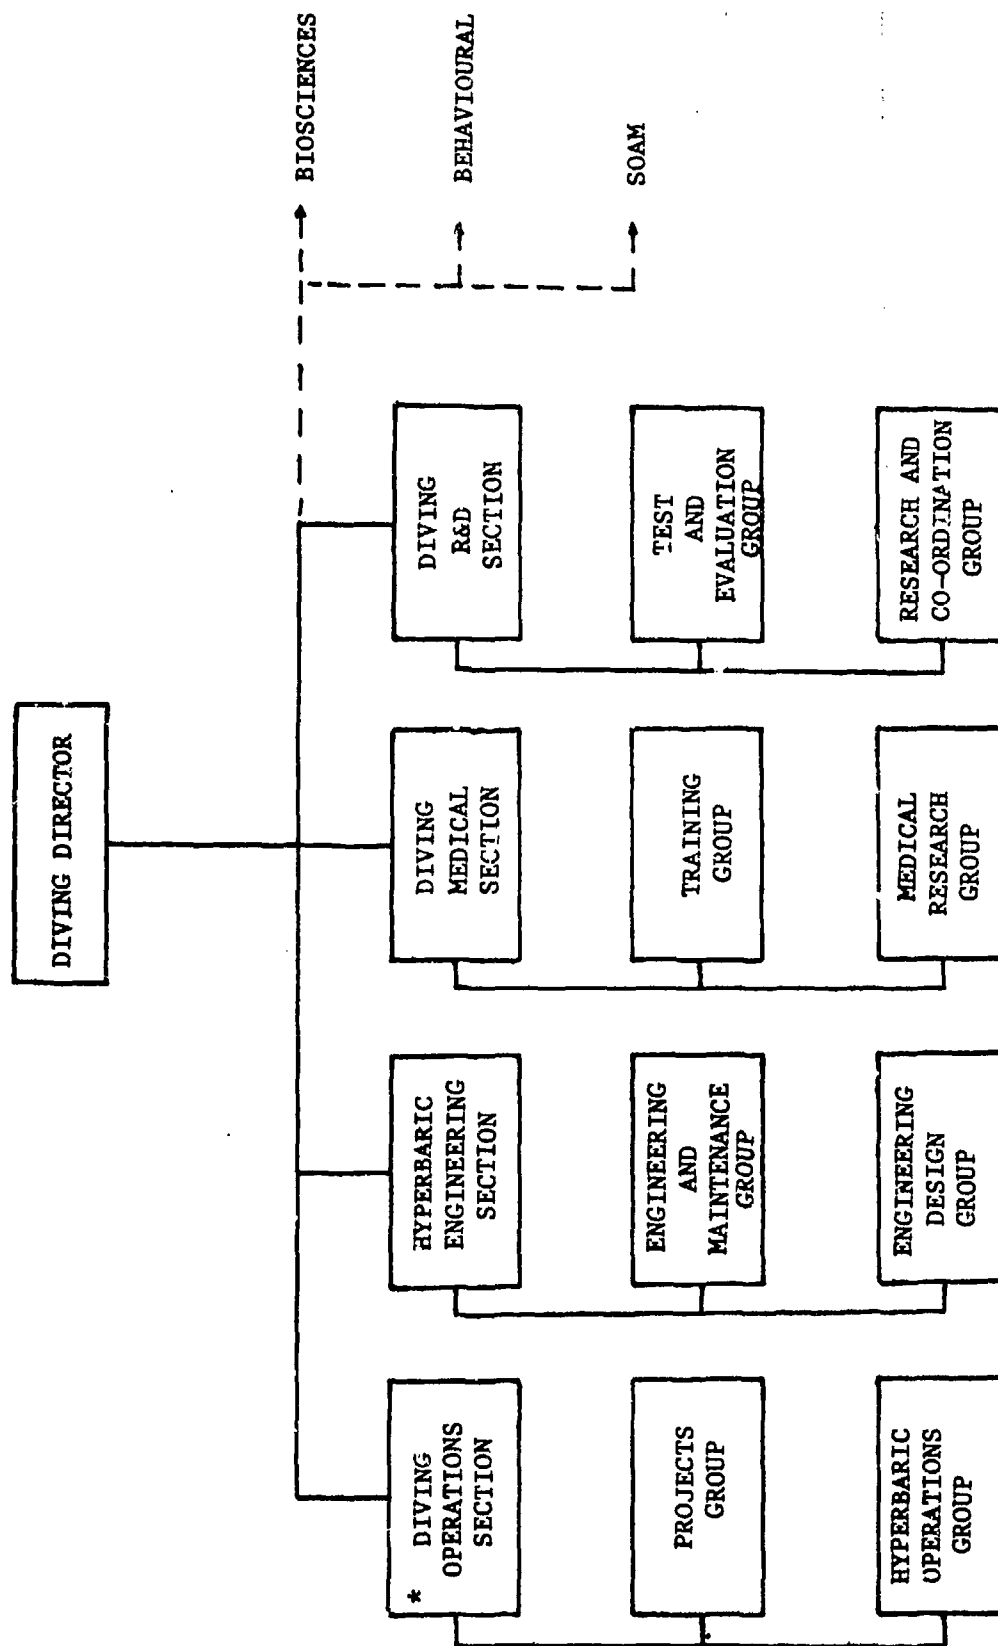 DIVING DIRECTOR
BIOSCIENCES
BEHAVIOURAL
SOAM
* DIVING
OPERATIONS
SECTION
HYPERBARIC
ENGINEERING
SECTION
DIVING
MEDICAL
SECTION
DIVING
R&D
SECTION
PROJECTS
GROUP
ENGINEERING
AND
MAINTENANCE
GROUP
TRAINING
GROUP
TEST
AND
EVALUATION
GROUP
HYPERBARIC
OPERATIONS
GROUP
ENGINEERING
DESIGN
GROUP
MEDICAL
RESEARCH
GROUP
RESEARCH AND
CO-ORDINATION
GROUP